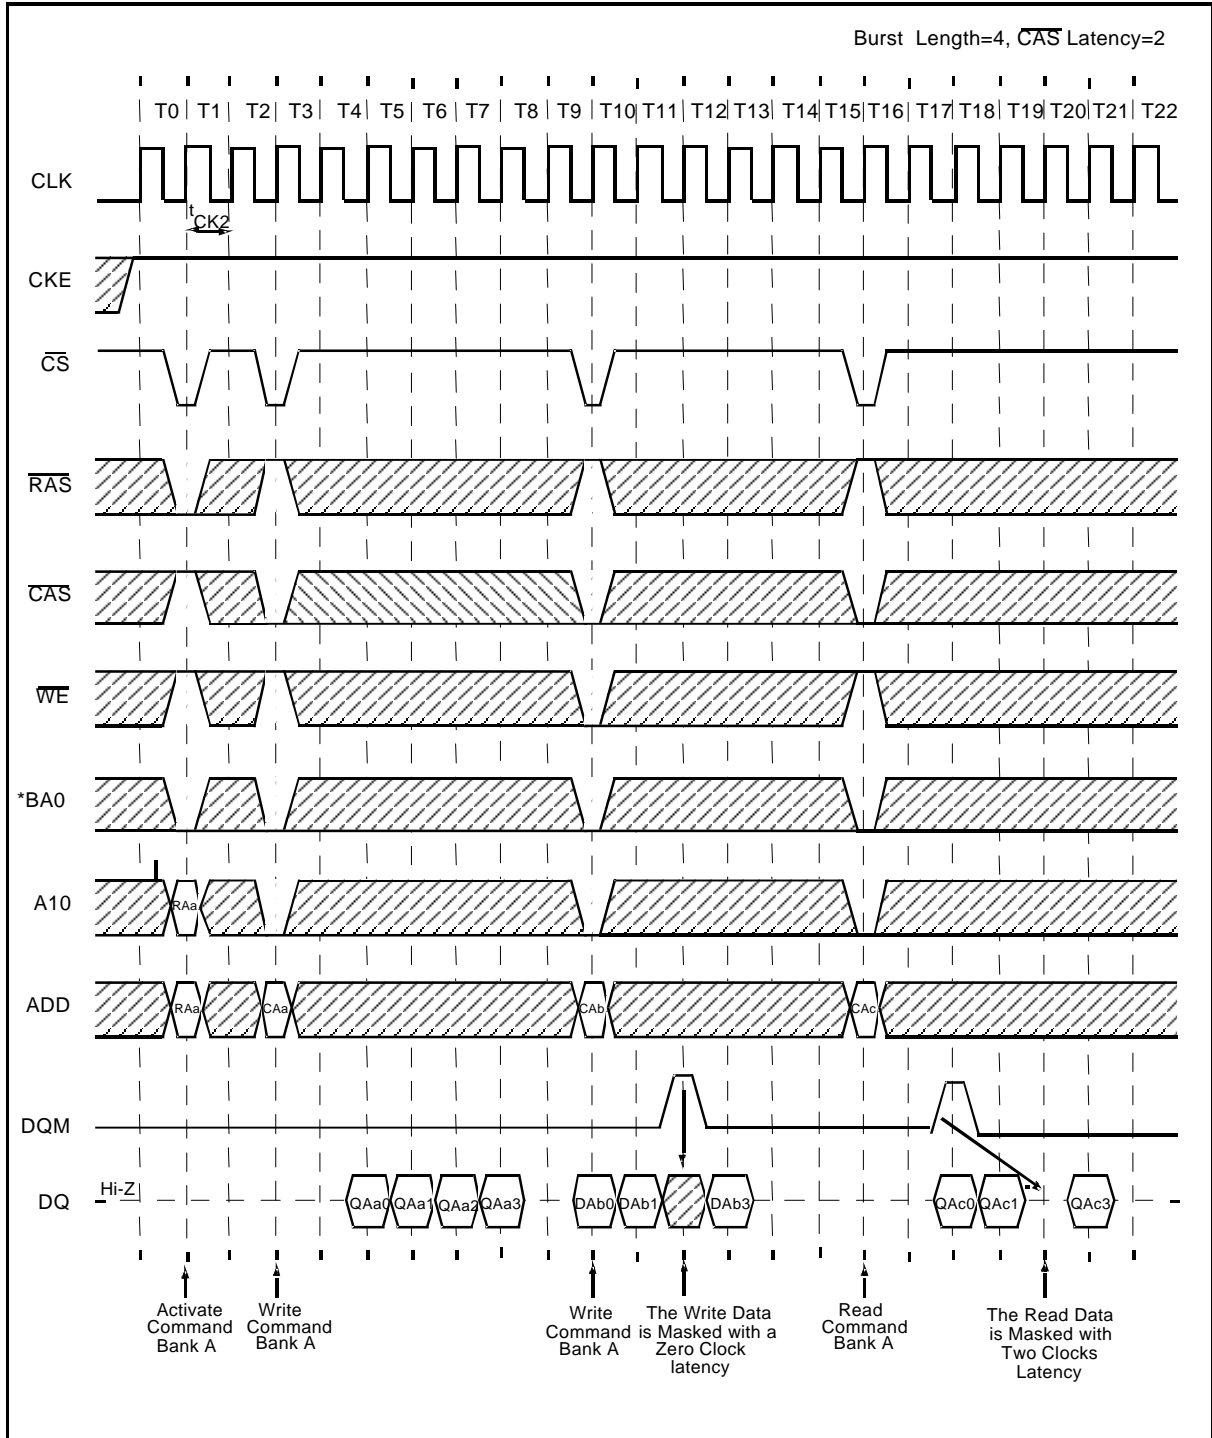 Burst Length=4, CAS Latency=2
T0 T1 T2 T3 T4 T5 T6 T7 T8 T9 T10 T11 T12 T13 T14 T15 T16 T17 T18 T19 T20 T21 T22
CLK
tCK2
CKE
CS
RAS
CAS
WE
*BA0
A10 RAa
ADD RAa CAa CAb CAc
DQM
DQ Hi-Z QAa0 QAa1 QAa2 QAa3 DAb0 DAb1 DAb3 QAc0 QAc1 QAc3
Activate
Command
Bank A
Write
Command
Bank A
Write
Command
Bank A
The Write Data
is Masked with a
Zero Clock
latency
Read
Command
Bank A
The Read Data
is Masked with
Two Clocks
Latency